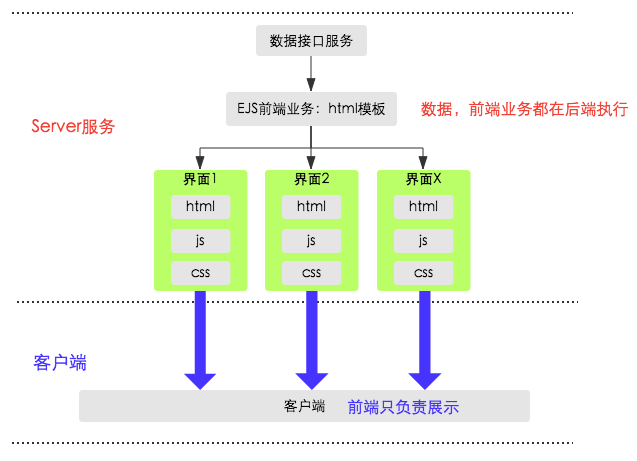 数据接口服务
EJS前端业务：html模板
数据，前端业务都在后端执行
Server服务
界面1
html
js
css
界面2
html
js
css
界面X
html
js
css
客户端
客户端
前端只负责展示